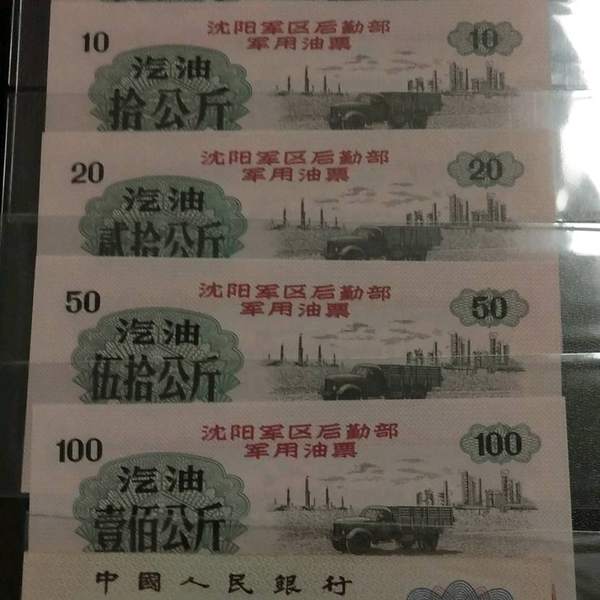 10 沈阳军区后勤部 10
军用油票
汽油
拾公斤
20 沈阳军区后勤部 20
军用油票
汽油
贰拾公斤
50 沈阳军区后勤部 50
军用油票
汽油
伍拾公斤
100 沈阳军区后勤部 100
军用油票
汽油
壹佰公斤
中國人民銀行